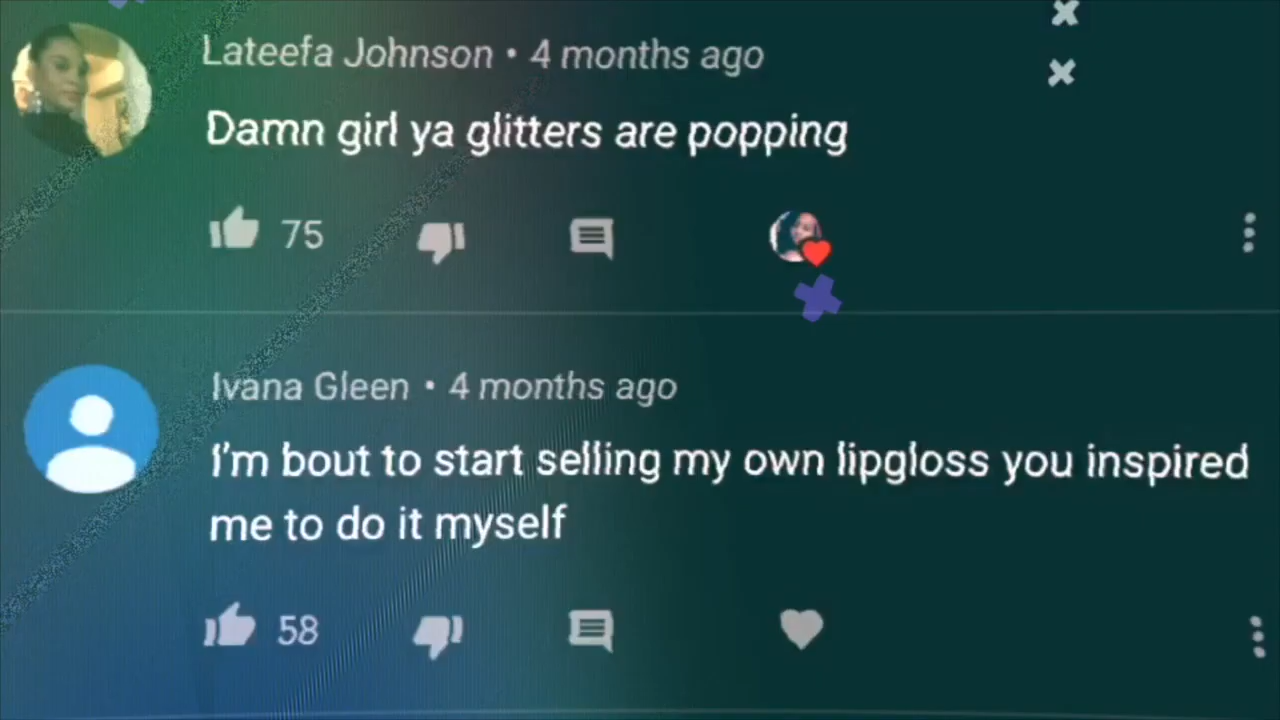 Lateefa Johnson • 4 months ago
Damn girl ya glitters are popping
75
Ivana Gleen • 4 months ago
I'm bout to start selling my own lipgloss you inspired
me to do it myself
58